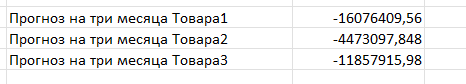 Прогноз на три месяца Товара1 -16076409,56
Прогноз на три месяца Товара2 -4473097,848
Прогноз на три месяца Товара3 -11857915,98